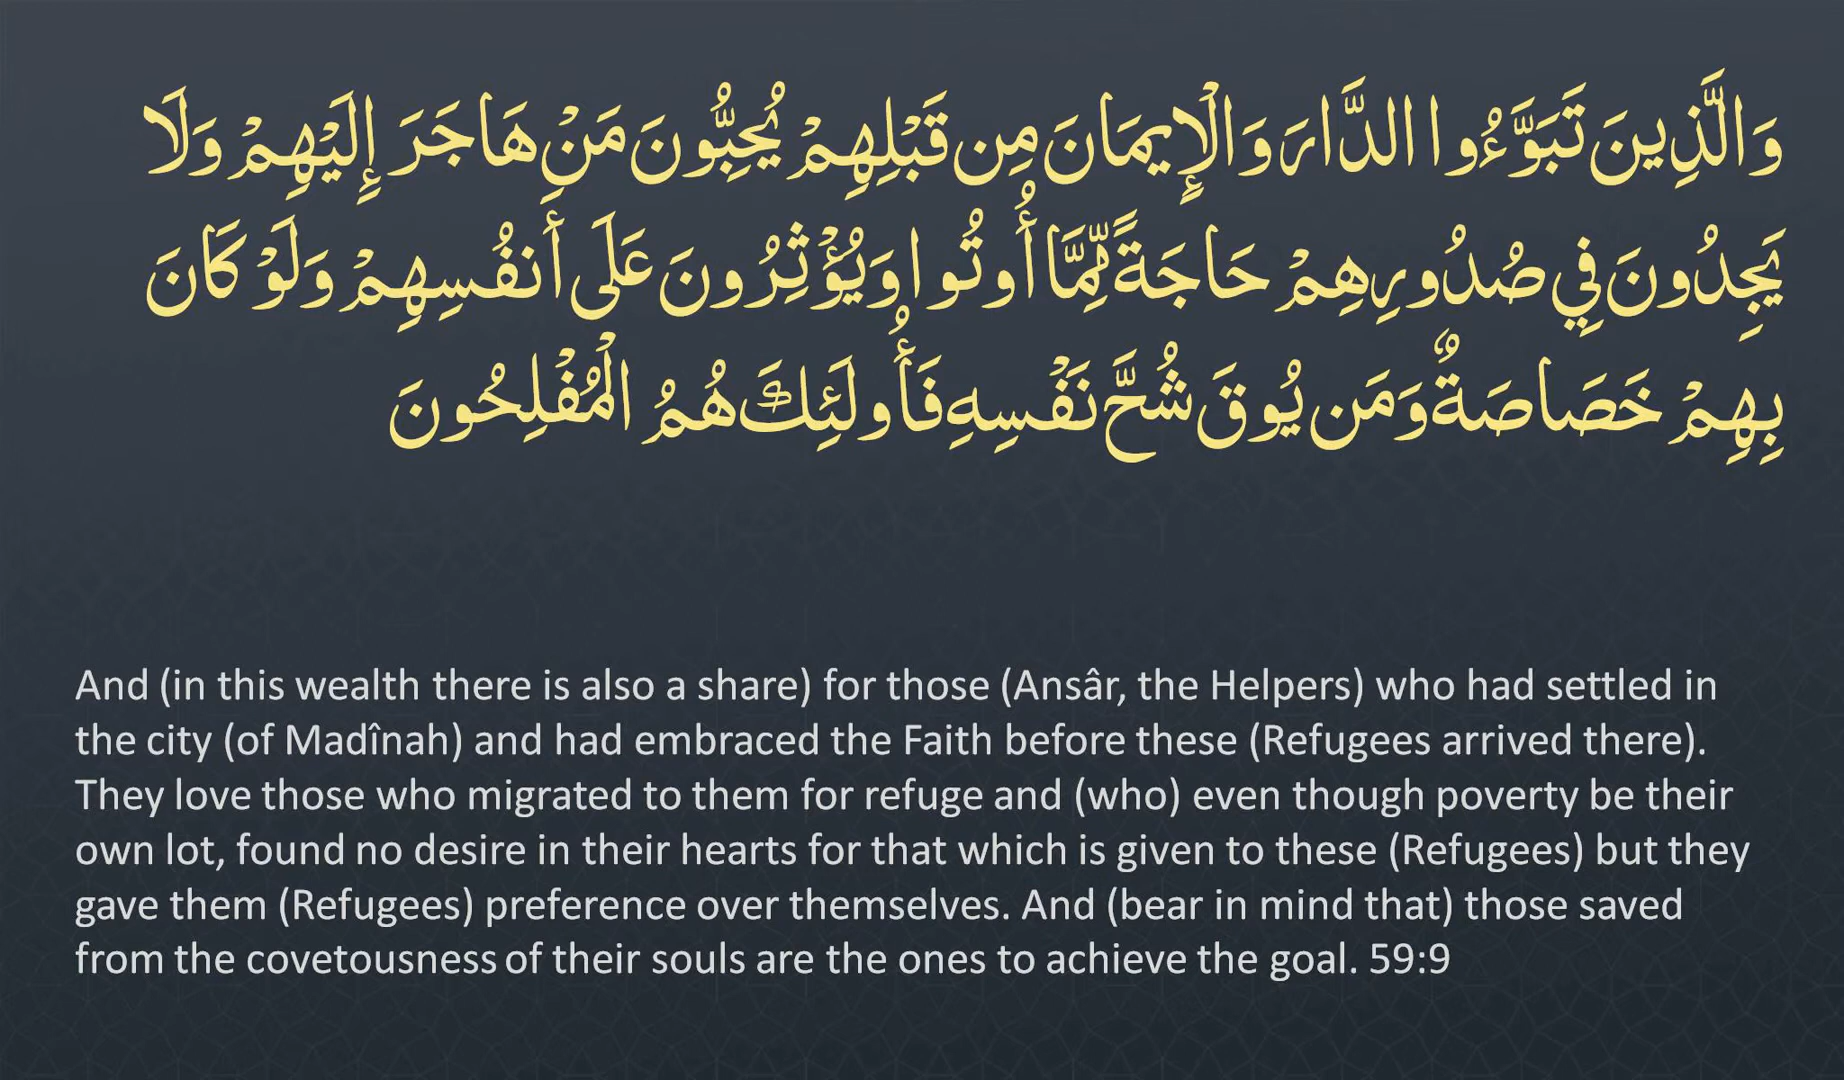 وَالَّذِينَ تَبَوَّءُوا الدَّارَ وَالْإِيمَانَ مِن قَبْلِهِمْ يُحِبُّونَ مَنْ هَاجَرَ إِلَيْهِمْ وَلَا
يَجِدُونَ فِي صُدُورِهِمْ حَاجَةً مِّمَّا أُوتُوا وَيُؤْثِرُونَ عَلَى أَنفُسِهِمْ وَلَوْ كَانَ
بِهِمْ خَصَاصَةٌ وَمَن يُوقَ شُحَّ نَفْسِهِ فَأُولَئِكَ هُمُ الْمُفْلِحُونَ
And (in this wealth there is also a share) for those (Ansâr, the Helpers) who had settled in
the city (of Madînah) and had embraced the Faith before these (Refugees arrived there).
They love those who migrated to them for refuge and (who) even though poverty be their
own lot, found no desire in their hearts for that which is given to these (Refugees) but they
gave them (Refugees) preference over themselves. And (bear in mind that) those saved
from the covetousness of their souls are the ones to achieve the goal. 59:9